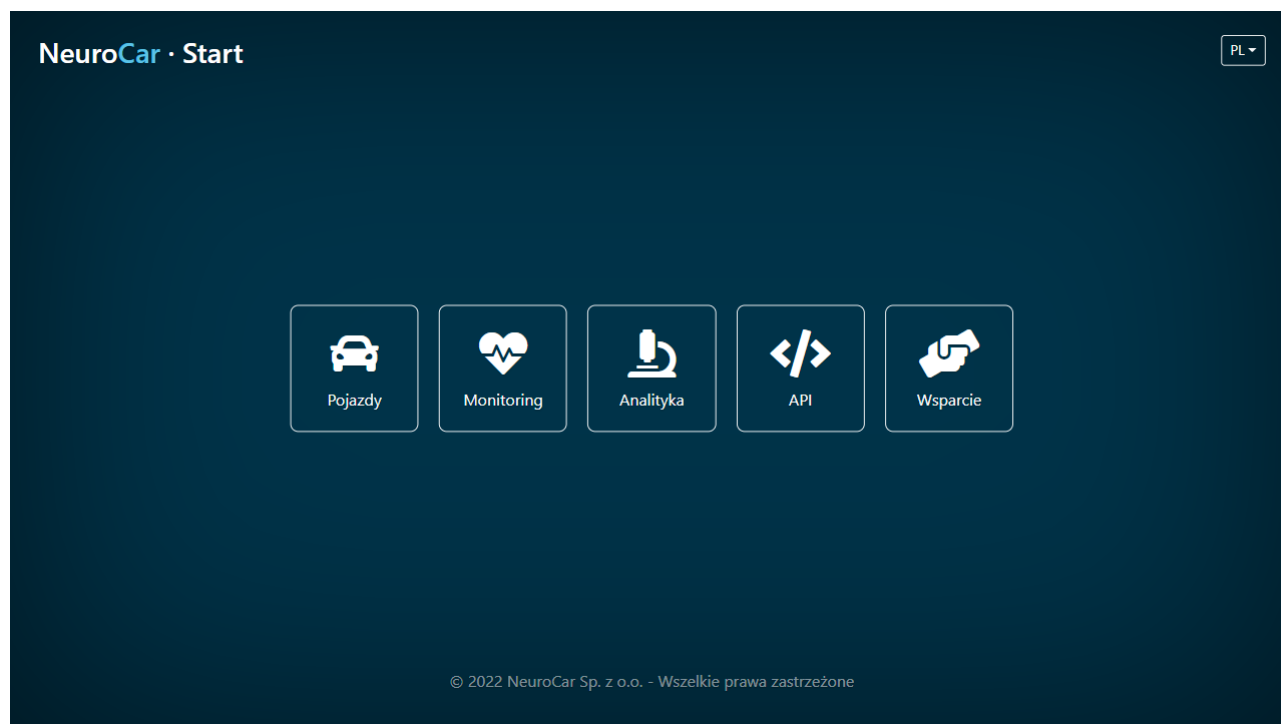 NeuroCar · Start
PL
Pojazdy
Monitoring
Analityka
API
Wsparcie
© 2022 NeuroCar Sp. z o.o. - Wszelkie prawa zastrzeżone